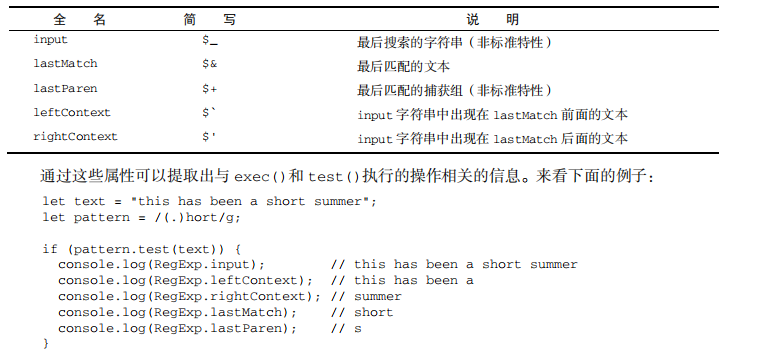 全 名 简 写 说 明
input $_ 最后搜索的字符串(非标准特性)
lastMatch $& 最后匹配的文本
lastParen $+ 最后匹配的捕获组(非标准特性)
leftContext $` input 字符串中出现在 lastMatch 前面的文本
rightContext $' input 字符串中出现在 lastMatch 后面的文本
通过这些属性可以提取出与 exec()和 test()执行的操作相关的信息。来看下面的例子:
let text = "this has been a short summer";
let pattern = /(.)hort/g;
if (pattern.test(text)) {
  console.log(RegExp.input);        // this has been a short summer
  console.log(RegExp.leftContext);  // this has been a
  console.log(RegExp.rightContext); // summer
  console.log(RegExp.lastMatch);    // short
  console.log(RegExp.lastParen);    // s
}